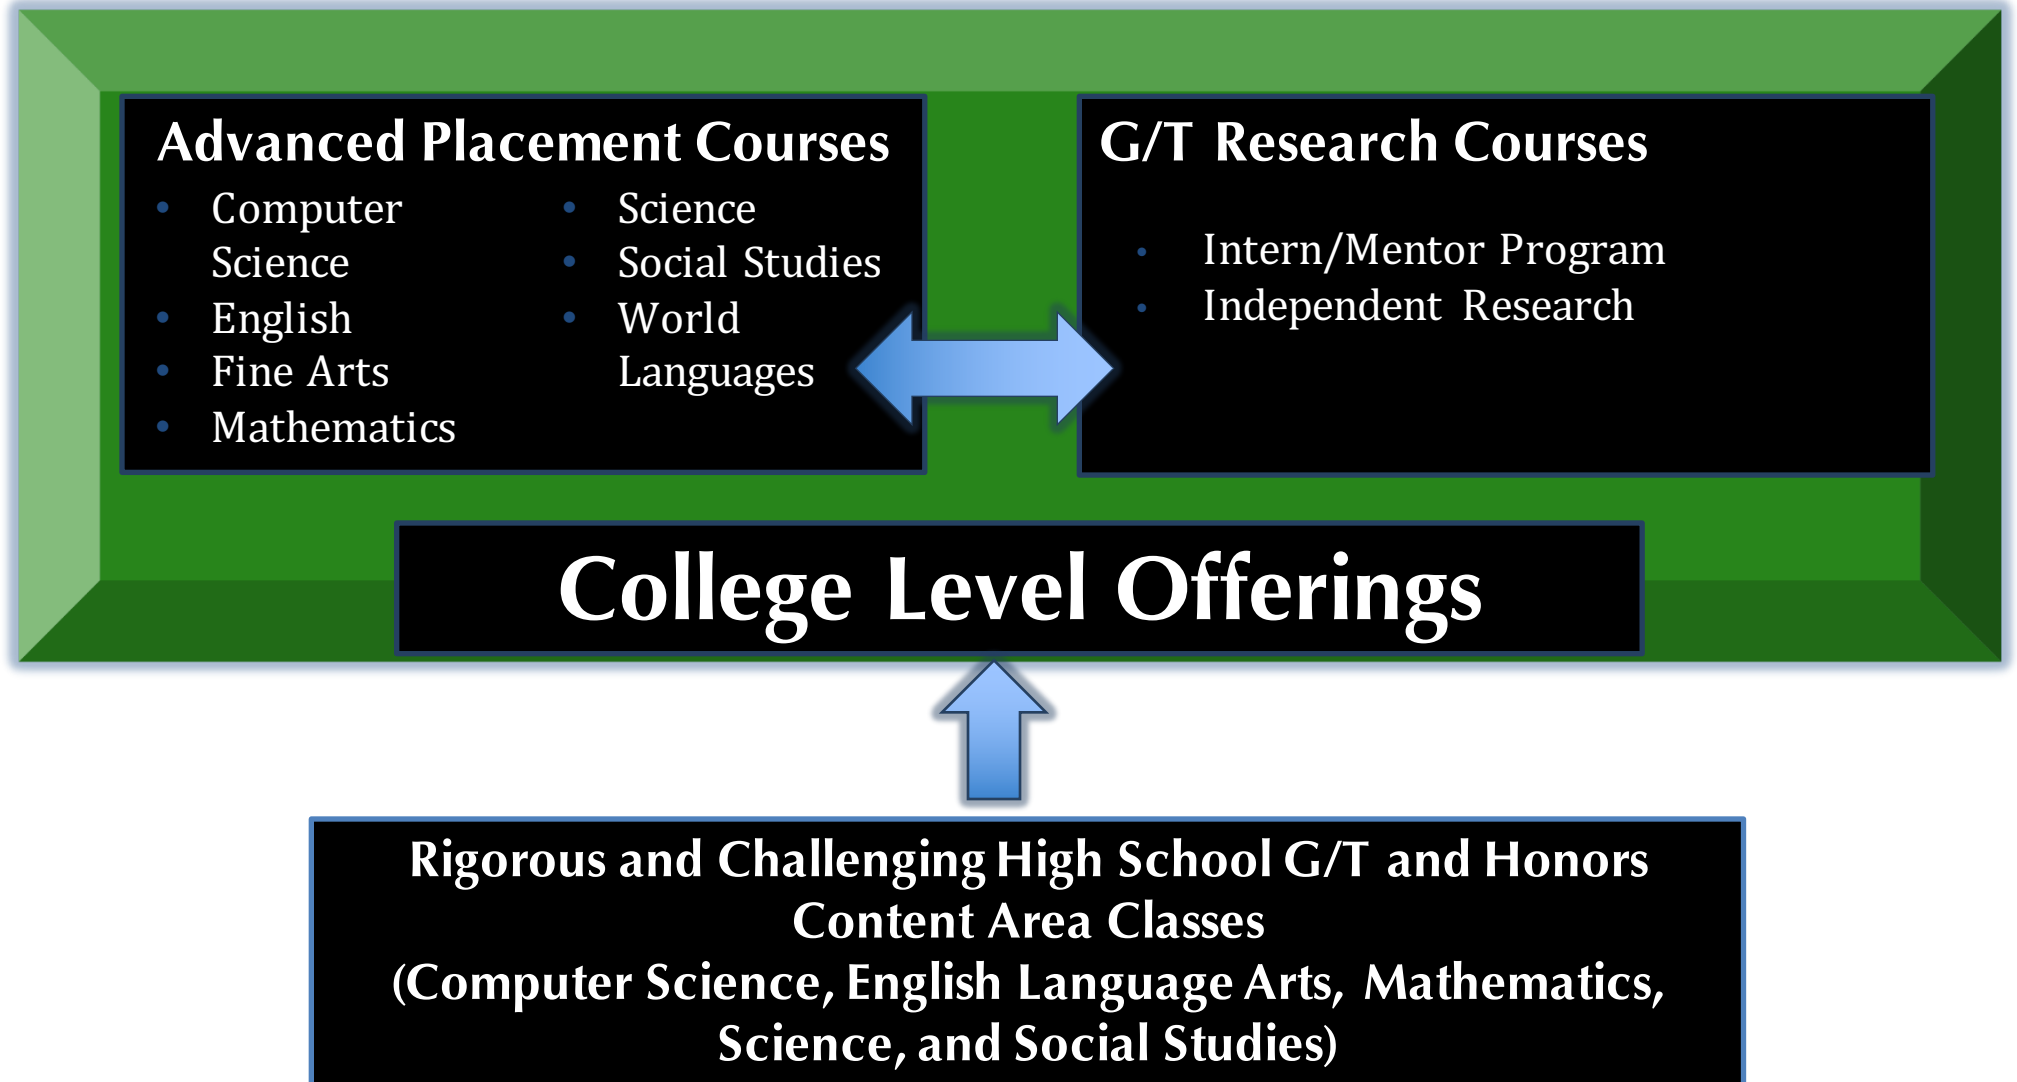 Advanced Placement Courses
• Computer
Science
• English
• Fine Arts
• Mathematics
• Science
• Social Studies
• World
Languages
G/T Research Courses
• Intern/Mentor Program
• Independent Research
College Level Offerings
Rigorous and Challenging High School G/T and Honors
Content Area Classes
(Computer Science, English Language Arts, Mathematics,
Science, and Social Studies)